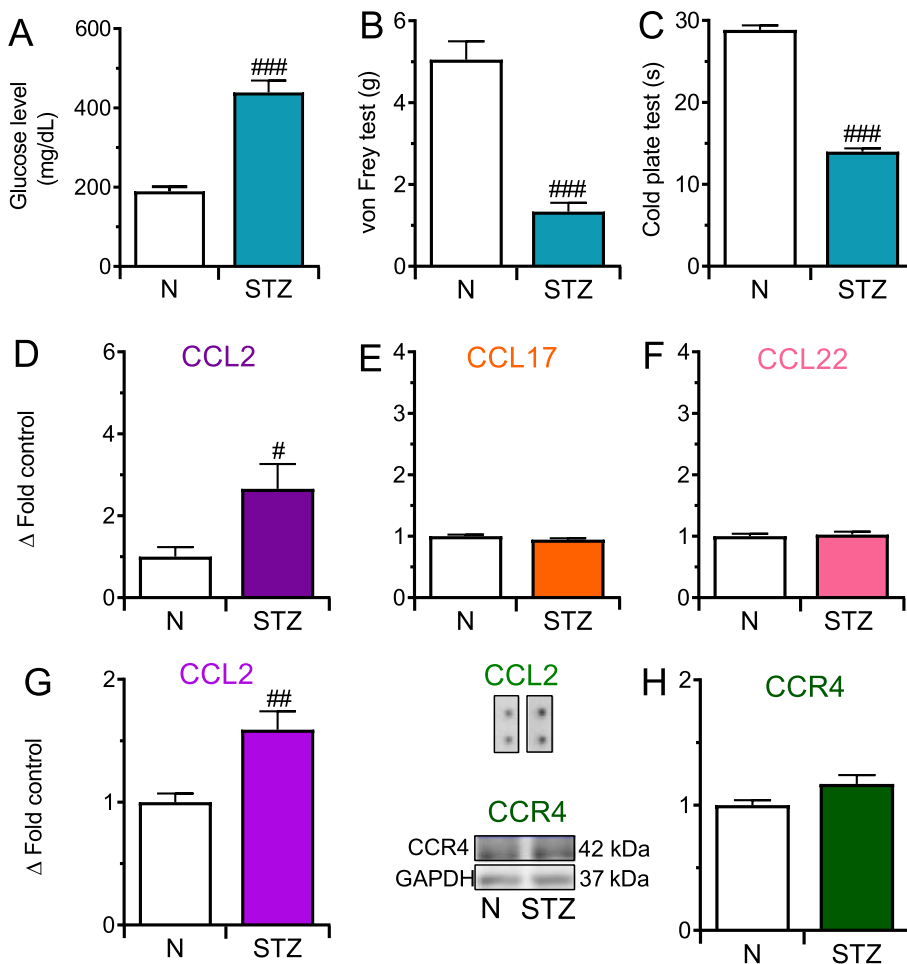 A
Glucose level
(mg/dL)
600
400
200
0
###
N STZ
B
von Frey test (g)
6
4
2
0
###
N STZ
C
Cold plate test (s)
30
20
10
0
###
N STZ
D
CCL2
Δ Fold control
6
4
2
0
#
N STZ
E
CCL17
4
3
2
1
0
N STZ
F
CCL22
4
3
2
1
0
N STZ
G
CCL2
Δ Fold control
2
1
0
##
N STZ
CCL2
CCR4
CCR4 42 kDa
GAPDH 37 kDa
N STZ
H
CCR4
2
1
0
N STZ